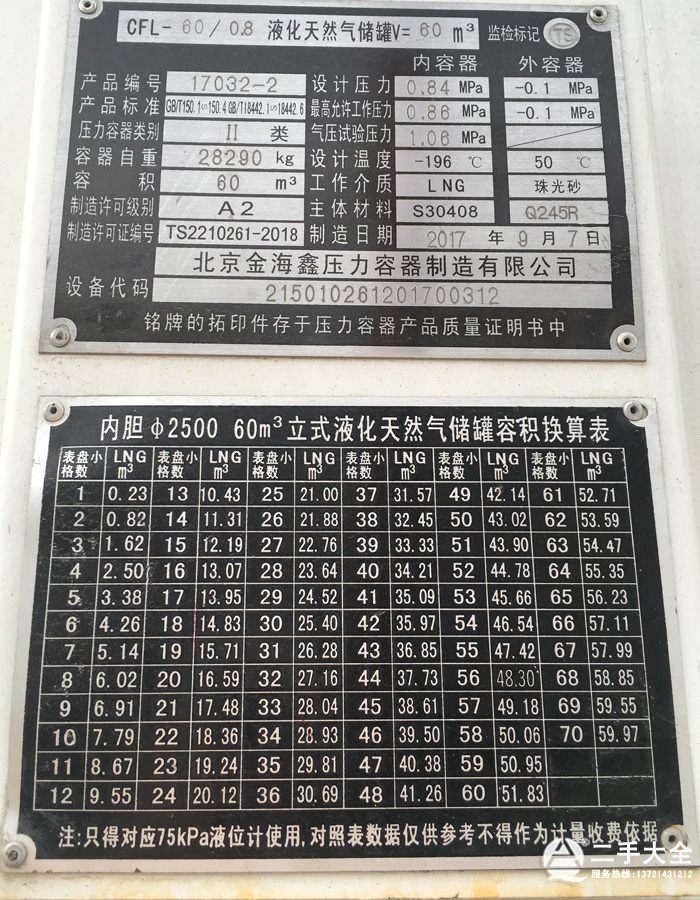 CFL-60/0.8 液化天然气储罐V=60 m³ 监检标记 TS
内容器 外容器
产品编号 17032-2 设计压力 0.84 MPa -0.1 MPa
产品标准 GB/T150.1∽150.4 GB/T18442.1∽18442.6 最高允许工作压力 0.86 MPa -0.1 MPa
压力容器类别 II 类 气压试验压力 1.06 MPa
容器自重 28290 kg 设计温度 -196 ℃ 50 ℃
容积 60 m³ 工作介质 LNG 珠光砂
制造许可级别 A2 主体材料 S30408 Q245R
制造许可证编号 TS2210261-2018 制造日期 2017 年 9 月 7 日
北京金海鑫压力容器制造有限公司
设备代码 215010261201700312
铭牌的拓印件存于压力容器产品质量证明书中
内胆φ2500 60m³立式液化天然气储罐容积换算表
表盘小格数 LNG m³ 表盘小格数 LNG m³ 表盘小格数 LNG m³ 表盘小格数 LNG m³ 表盘小格数 LNG m³ 表盘小格数 LNG m³
1 0.23 13 10.43 25 21.00 37 31.57 49 42.14 61 52.71
2 0.82 14 11.31 26 21.88 38 32.45 50 43.02 62 53.59
3 1.62 15 12.19 27 22.76 39 33.33 51 43.90 63 54.47
4 2.50 16 13.07 28 23.64 40 34.21 52 44.78 64 55.35
5 3.38 17 13.95 29 24.52 41 35.09 53 45.66 65 56.23
6 4.26 18 14.83 30 25.40 42 35.97 54 46.54 66 57.11
7 5.14 19 15.71 31 26.28 43 36.85 55 47.42 67 57.99
8 6.02 20 16.59 32 27.16 44 37.73 56 48.30 68 58.85
9 6.91 21 17.48 33 28.04 45 38.61 57 49.18 69 59.55
10 7.79 22 18.36 34 28.93 46 39.50 58 50.06 70 59.97
11 8.67 23 19.24 35 29.81 47 40.38 59 50.95
12 9.55 24 20.12 36 30.69 48 41.26 60 51.83
注:只得对应75kPa液位计使用,对照表数据仅供参考不得作为计量收费依据
二手大全
服务热线:13721431212